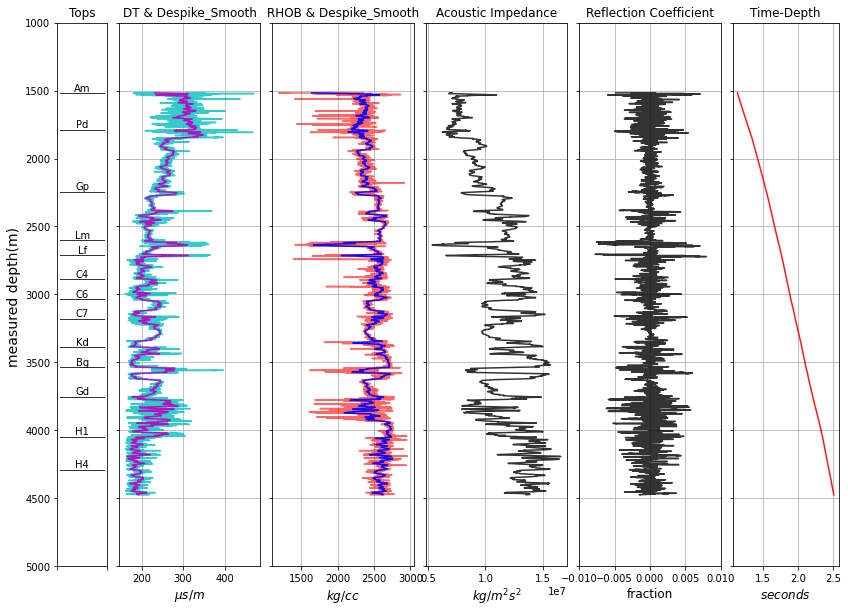 Tops
DT & Despike_Smooth
RHOB & Despike_Smooth
Acoustic Impedance
Reflection Coefficient
Time-Depth
measured depth(m)
1000
1500
2000
2500
3000
3500
4000
4500
5000
Am
Pd
Gp
Lm
Lf
C4
C6
C7
Kd
Bg
Gd
H1
H4
200 300 400
μs/m
1500 2000 2500 3000
kg/cc
0.5 1.0 1.5
1e7
kg/m²s²
−0.010 −0.005 0.000 0.005 0.010
fraction
1.5 2.0 2.5
seconds